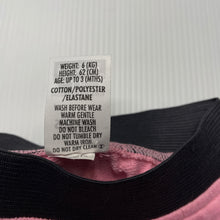 WEIGHT: 6 (KG)
HEIGHT: 62 (CM)
AGE: UP TO 3 (MTHS)
COTTON/POLYESTER
/ELASTANE
WASH BEFORE WEAR
WARM GENTLE
MACHINE WASH
DO NOT BLEACH
DO NOT TUMBLE DRY
WARM IRON
DO NOT DRY CLEAN